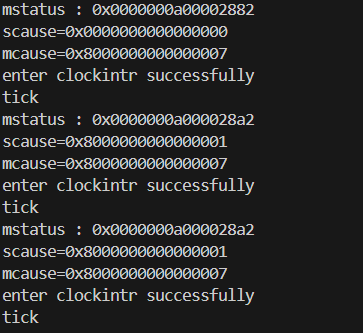 mstatus : 0x0000000a00002882
scause=0x0000000000000000
mcause=0x8000000000000007
enter clockintr successfully
tick
mstatus : 0x0000000a000028a2
scause=0x8000000000000001
mcause=0x8000000000000007
enter clockintr successfully
tick
mstatus : 0x0000000a000028a2
scause=0x8000000000000001
mcause=0x8000000000000007
enter clockintr successfully
tick